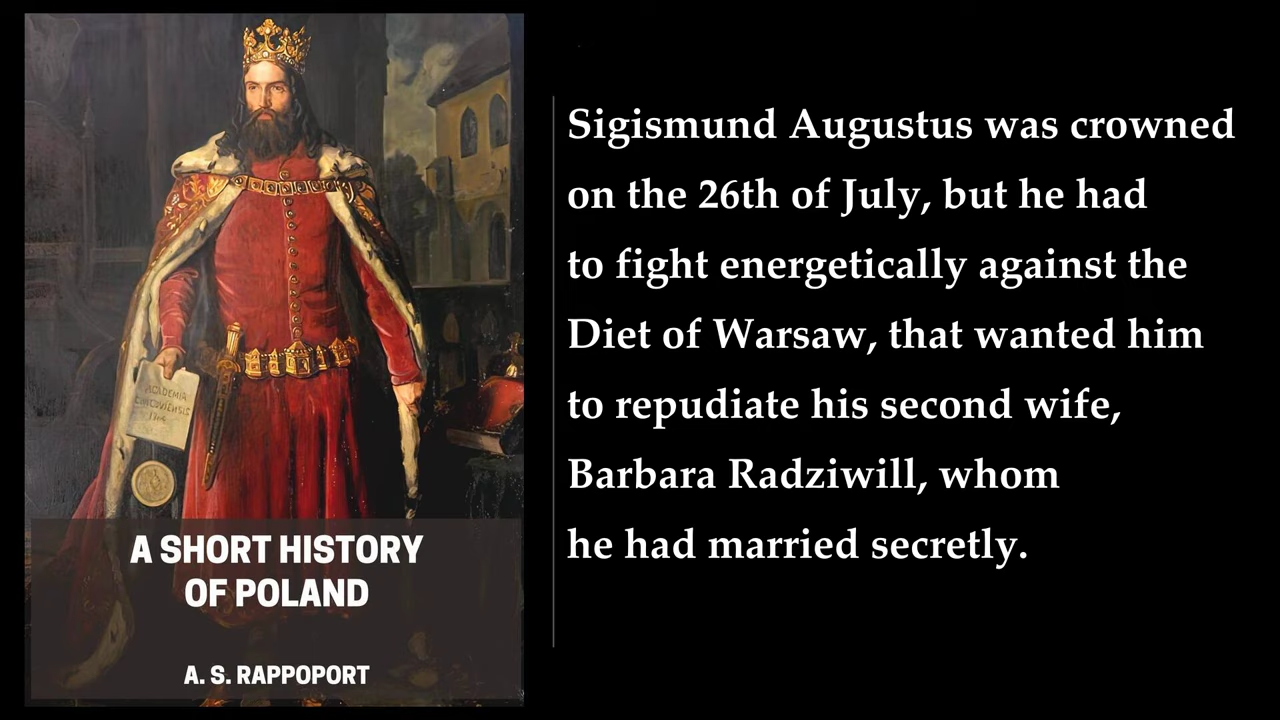 ACADEMIA
A SHORT HISTORY
OF POLAND
A. S. RAPPOPORT
Sigismund Augustus was crowned
on the 26th of July, but he had
to fight energetically against the
Diet of Warsaw, that wanted him
to repudiate his second wife,
Barbara Radziwill, whom
he had married secretly.